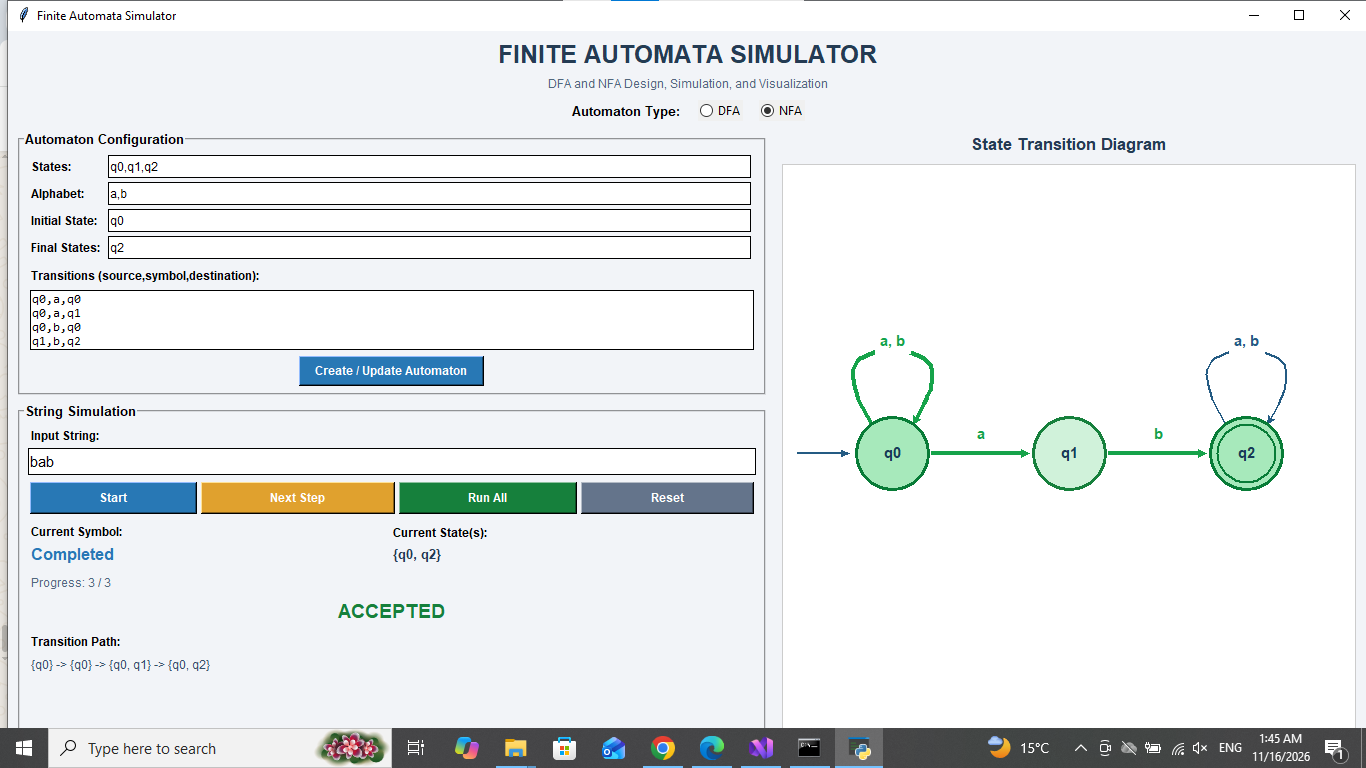 Finite Automata Simulator
FINITE AUTOMATA SIMULATOR
DFA and NFA Design, Simulation, and Visualization
Automaton Type: DFA NFA
Automaton Configuration
States: q0,q1,q2
Alphabet: a,b
Initial State: q0
Final States: q2
Transitions (source,symbol,destination):
q0,a,q0
q0,a,q1
q0,b,q0
q1,b,q2
Create / Update Automaton
String Simulation
Input String:
bab
Start Next Step Run All Reset
Current Symbol: Current State(s):
Completed {q0, q2}
Progress: 3 / 3
ACCEPTED
Transition Path:
{q0} -> {q0} -> {q0, q1} -> {q0, q2}
State Transition Diagram
a, b a, b
a b
q0 q1 q2
Type here to search
15°C
ENG
1:45 AM
11/16/2026
1